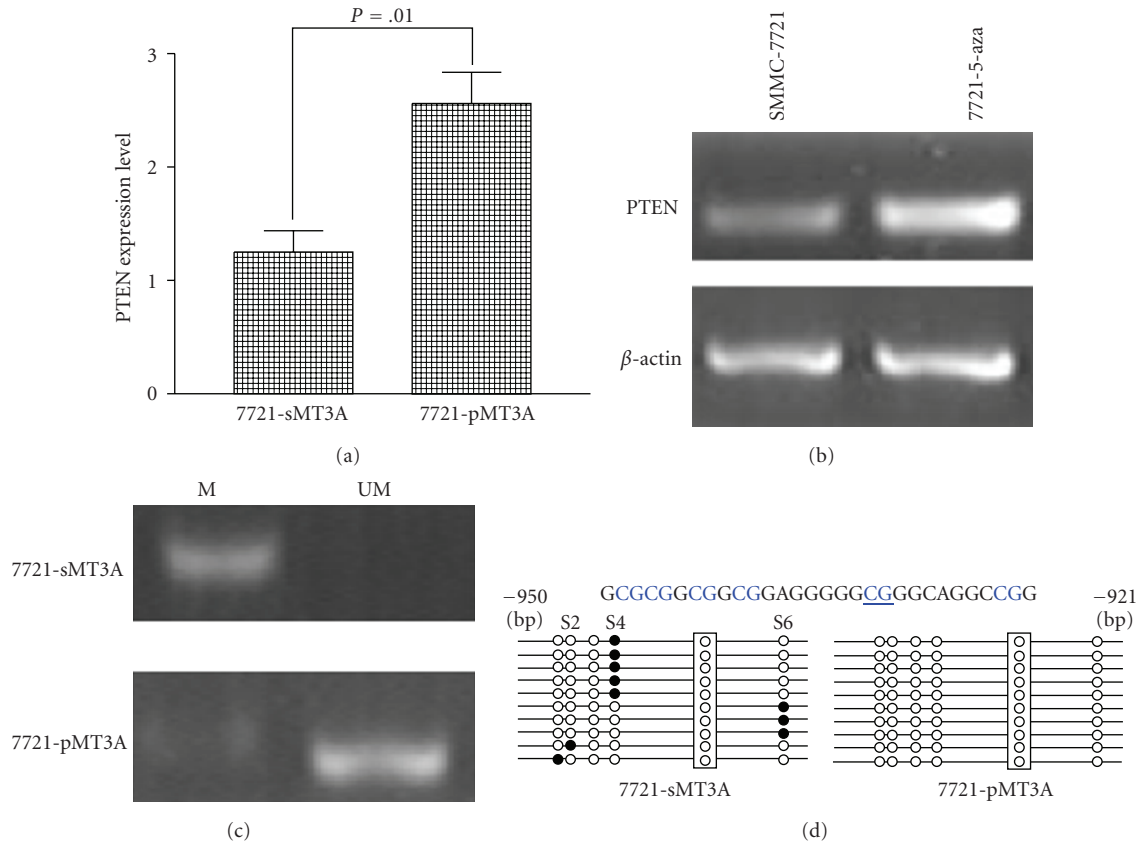 P = .01
3
2
1
0
PTEN expression level
7721-sMT3A
7721-pMT3A
(a)
SMMC-7721
7721-5-aza
PTEN
β-actin
(b)
M
UM
7721-sMT3A
7721-pMT3A
(c)
GCGCGGCGGCGGAGGGGGCGGGCAGGCCGG
−950
(bp)
−921
(bp)
S2
S4
S6
7721-sMT3A
7721-pMT3A
(d)